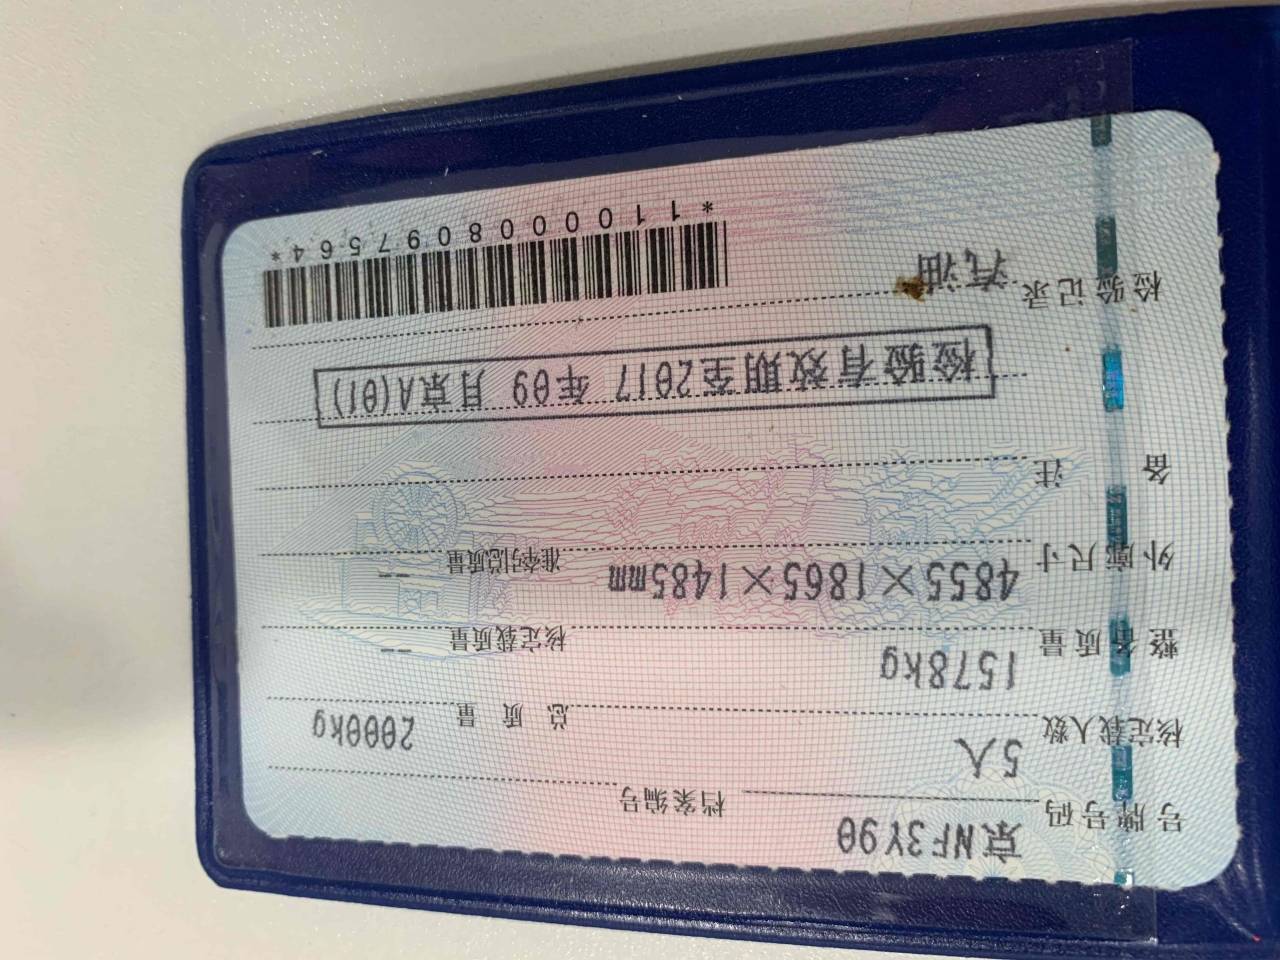 号牌号码 京NF3Y90 档案编号
核定载人数 5人 总质量 2000kg
整备质量 1578kg 核定载质量 --
外廓尺寸 4855×1865×1485mm 准牵引总质量 --
备注
检验有效期至2017年09月京A(01)
检验记录 汽油
*1100008097564*